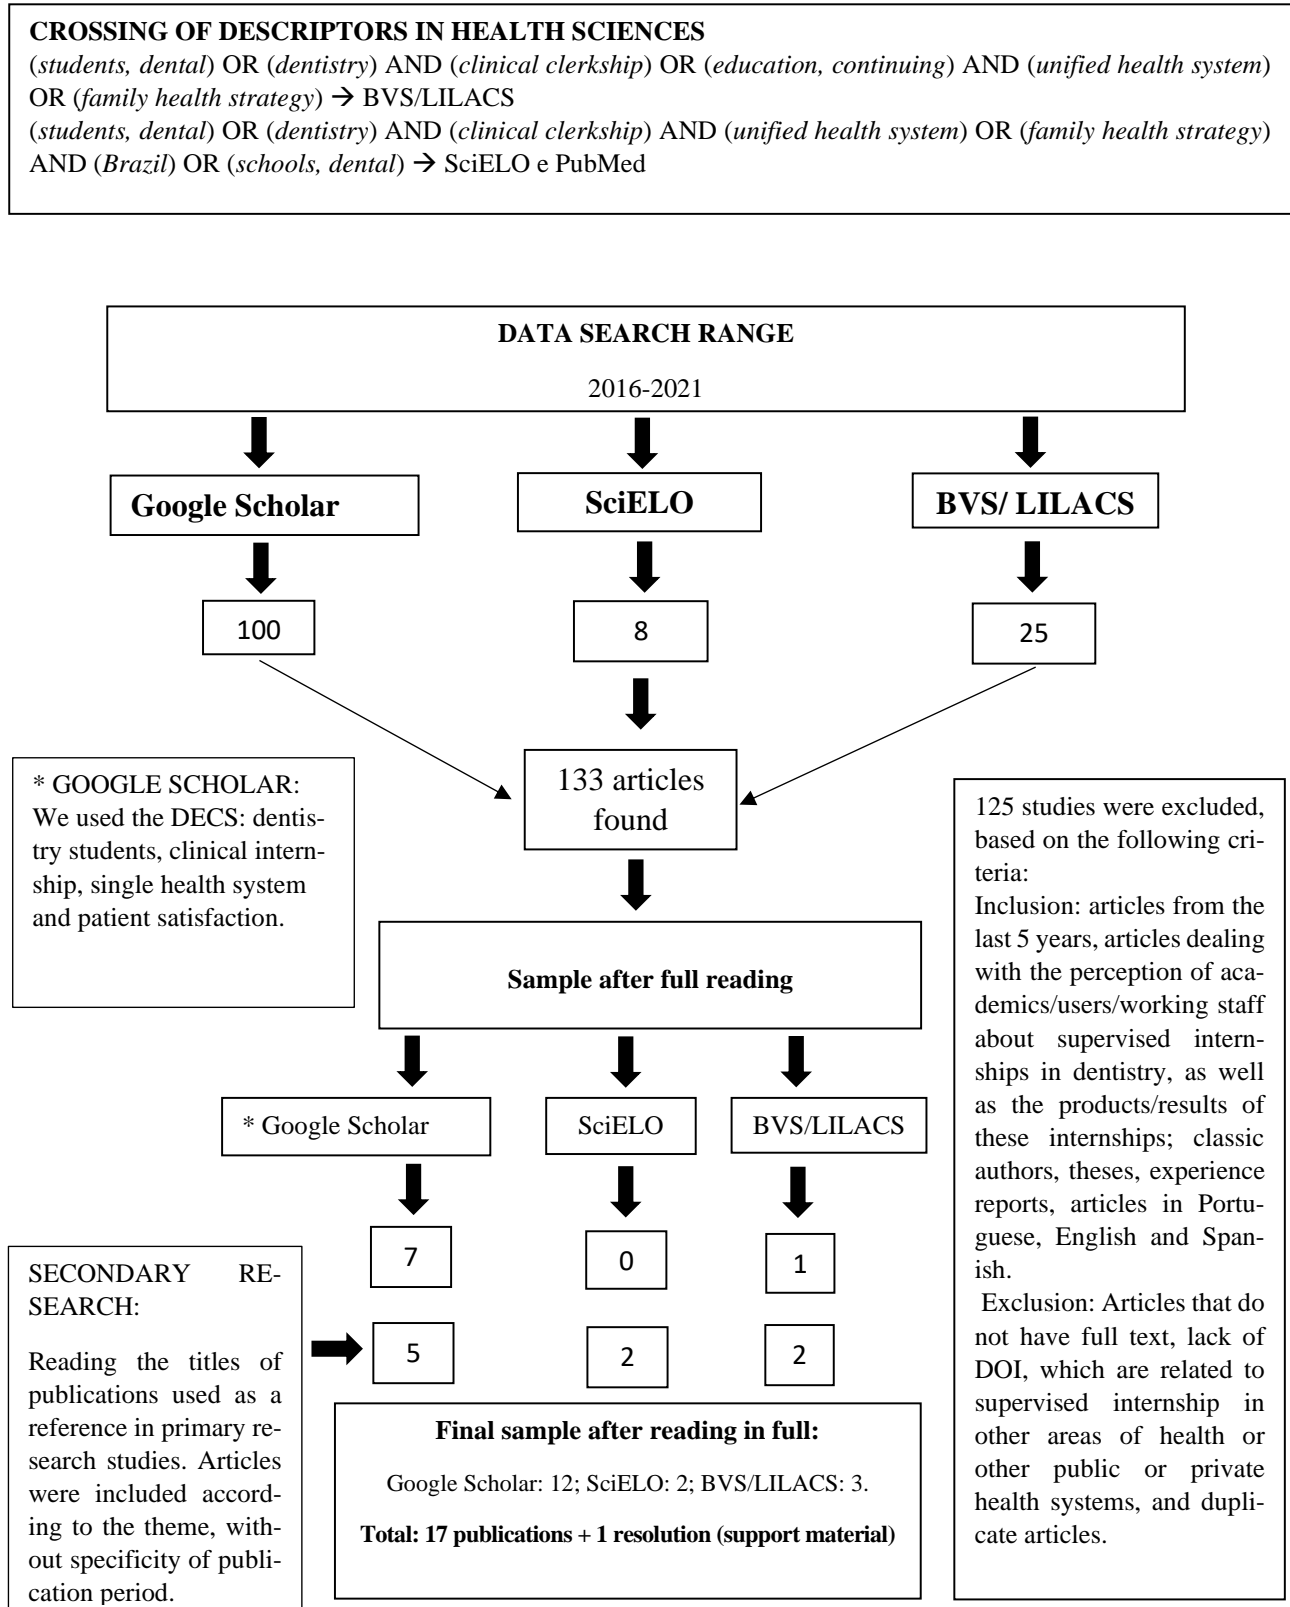 CROSSING OF DESCRIPTORS IN HEALTH SCIENCES
(students, dental) OR (dentistry) AND (clinical clerkship) OR (education, continuing) AND (unified health system)
OR (family health strategy) → BVS/LILACS
(students, dental) OR (dentistry) AND (clinical clerkship) AND (unified health system) OR (family health strategy)
AND (Brazil) OR (schools, dental) → SciELO e PubMed
DATA SEARCH RANGE
2016-2021
Google Scholar
SciELO
BVS/ LILACS
100
8
25
133 articles
found
* GOOGLE SCHOLAR:
We used the DECS: dentis-
try students, clinical intern-
ship, single health system
and patient satisfaction.
Sample after full reading
* Google Scholar
SciELO
BVS/LILACS
7
0
1
5
2
2
SECONDARY RE-
SEARCH:
Reading the titles of
publications used as a
reference in primary re-
search studies. Articles
were included accord-
ing to the theme, with-
out specificity of publi-
cation period.
Final sample after reading in full:
Google Scholar: 12; SciELO: 2; BVS/LILACS: 3.
Total: 17 publications + 1 resolution (support material)
125 studies were excluded,
based on the following cri-
teria:
Inclusion: articles from the
last 5 years, articles dealing
with the perception of aca-
demics/users/working staff
about supervised intern-
ships in dentistry, as well
as the products/results of
these internships; classic
authors, theses, experience
reports, articles in Portu-
guese, English and Span-
ish.
Exclusion: Articles that do
not have full text, lack of
DOI, which are related to
supervised internship in
other areas of health or
other public or private
health systems, and dupli-
cate articles.